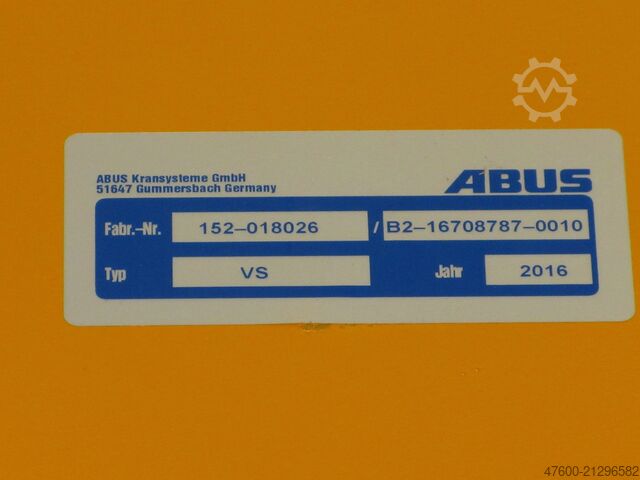 ABUS Kransysteme GmbH
51647 Gummersbach Germany
ABUS
Fabr.-Nr. 152-018026 / B2-16708787-0010
Typ VS Jahr 2016
47600-21296582